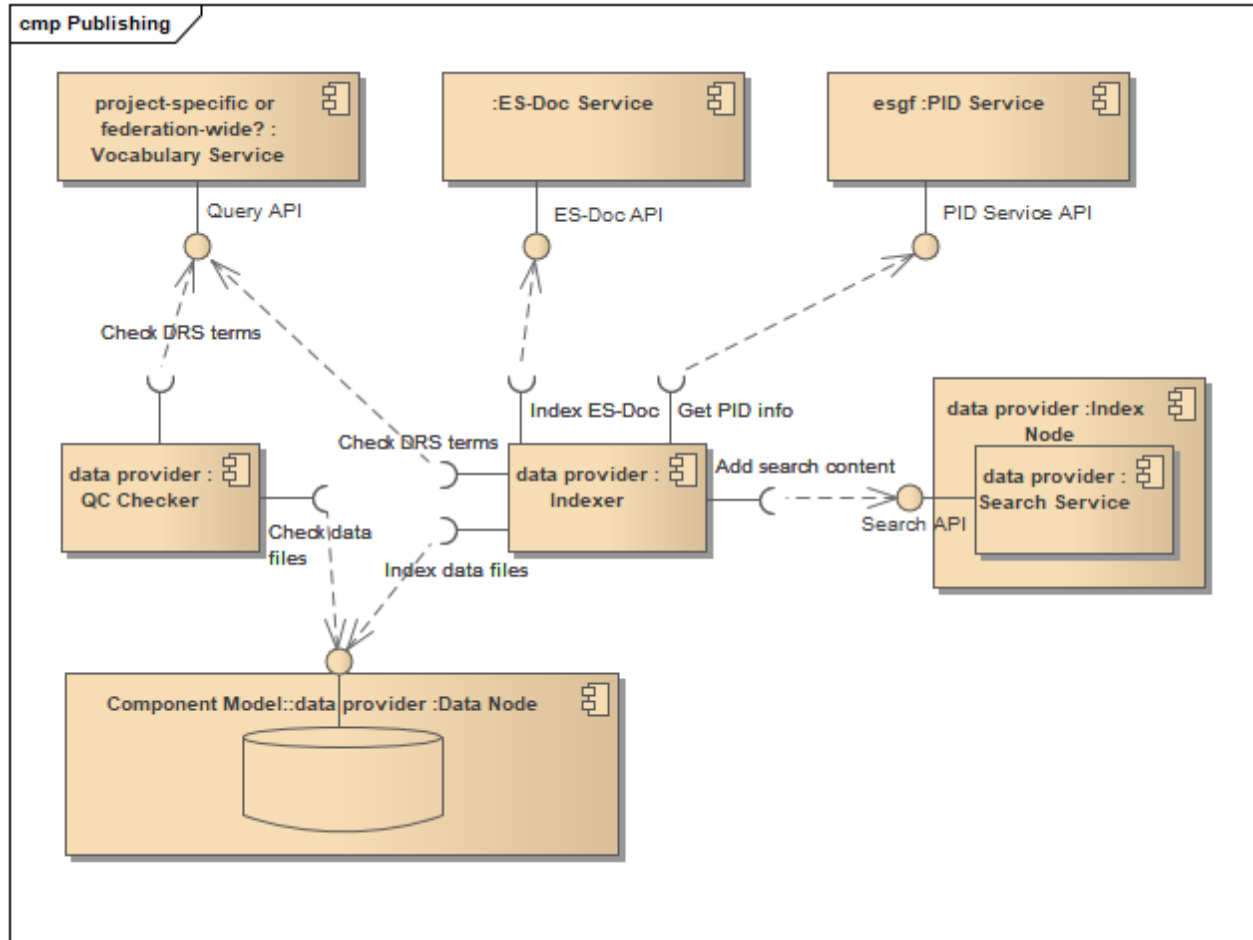 cmp Publishing
project-specific or
federation-wide? :
Vocabulary Service
:ES-Doc Service
esgf :PID Service
Query API
ES-Doc API
PID Service API
Check DRS terms
Index ES-Doc
Get PID info
data provider :Index
Node
data provider :
QC Checker
Check DRS terms
data provider :
Indexer
Add search content
data provider :
Search Service
Search API
Check data
files
Index data files
Component Model::data provider :Data Node